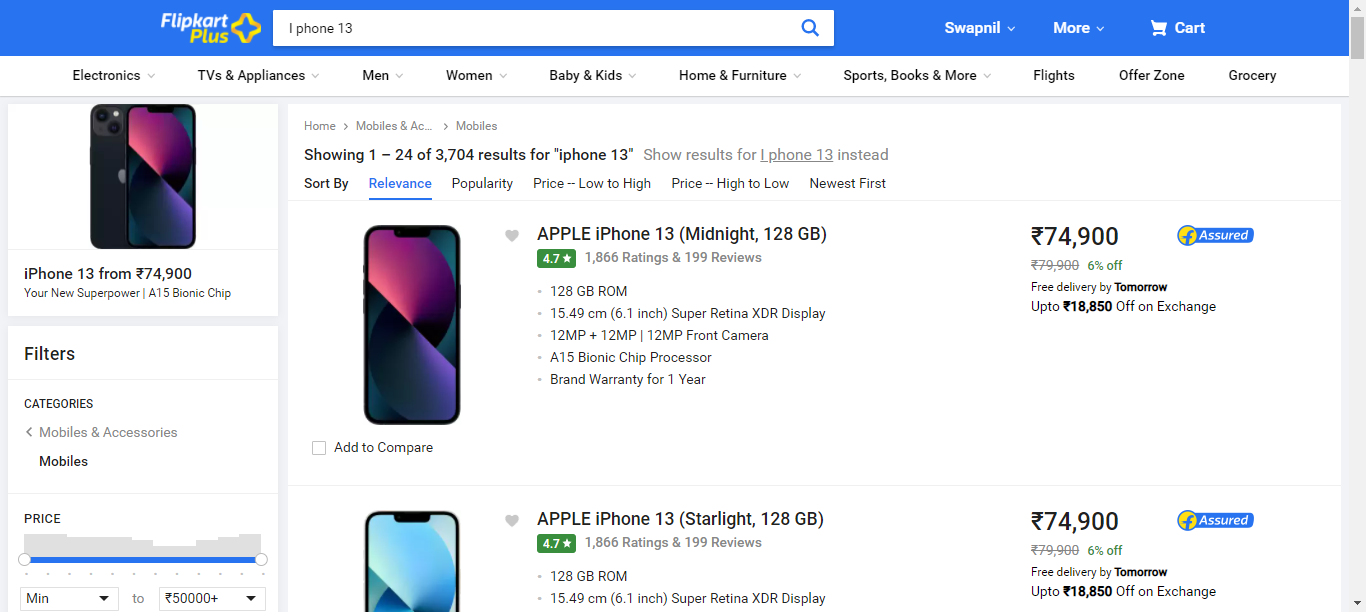 Flipkart
Plus
I phone 13
Swapnil
More
Cart
Electronics
TVs & Appliances
Men
Women
Baby & Kids
Home & Furniture
Sports, Books & More
Flights
Offer Zone
Grocery
iPhone 13 from ₹74,900
Your New Superpower | A15 Bionic Chip
Filters
CATEGORIES
Mobiles & Accessories
Mobiles
PRICE
Min
to
₹50000+
Home
Mobiles & Ac...
Mobiles
Showing 1 – 24 of 3,704 results for "iphone 13" Show results for I phone 13 instead
Sort By
Relevance
Popularity
Price -- Low to High
Price -- High to Low
Newest First
APPLE iPhone 13 (Midnight, 128 GB)
4.7★ 1,866 Ratings & 199 Reviews
128 GB ROM
15.49 cm (6.1 inch) Super Retina XDR Display
12MP + 12MP | 12MP Front Camera
A15 Bionic Chip Processor
Brand Warranty for 1 Year
₹74,900
Assured
₹79,900 6% off
Free delivery by Tomorrow
Upto ₹18,850 Off on Exchange
Add to Compare
APPLE iPhone 13 (Starlight, 128 GB)
4.7★ 1,866 Ratings & 199 Reviews
128 GB ROM
15.49 cm (6.1 inch) Super Retina XDR Display
₹74,900
Assured
₹79,900 6% off
Free delivery by Tomorrow
Upto ₹18,850 Off on Exchange